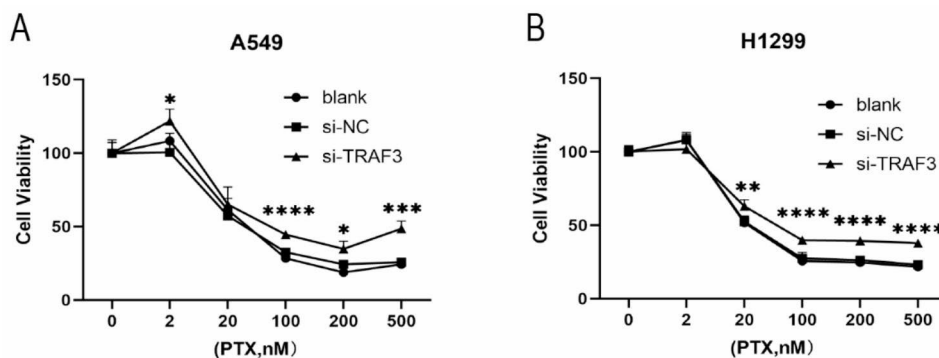 A
A549
150
100
50
0
Cell Viability
*
****
*
***
blank
si-NC
si-TRAF3
0 2 20 100 200 500
(PTX,nM)
B
H1299
150
100
50
0
Cell Viability
**
****
****
****
blank
si-NC
si-TRAF3
0 2 20 100 200 500
(PTX,nM)